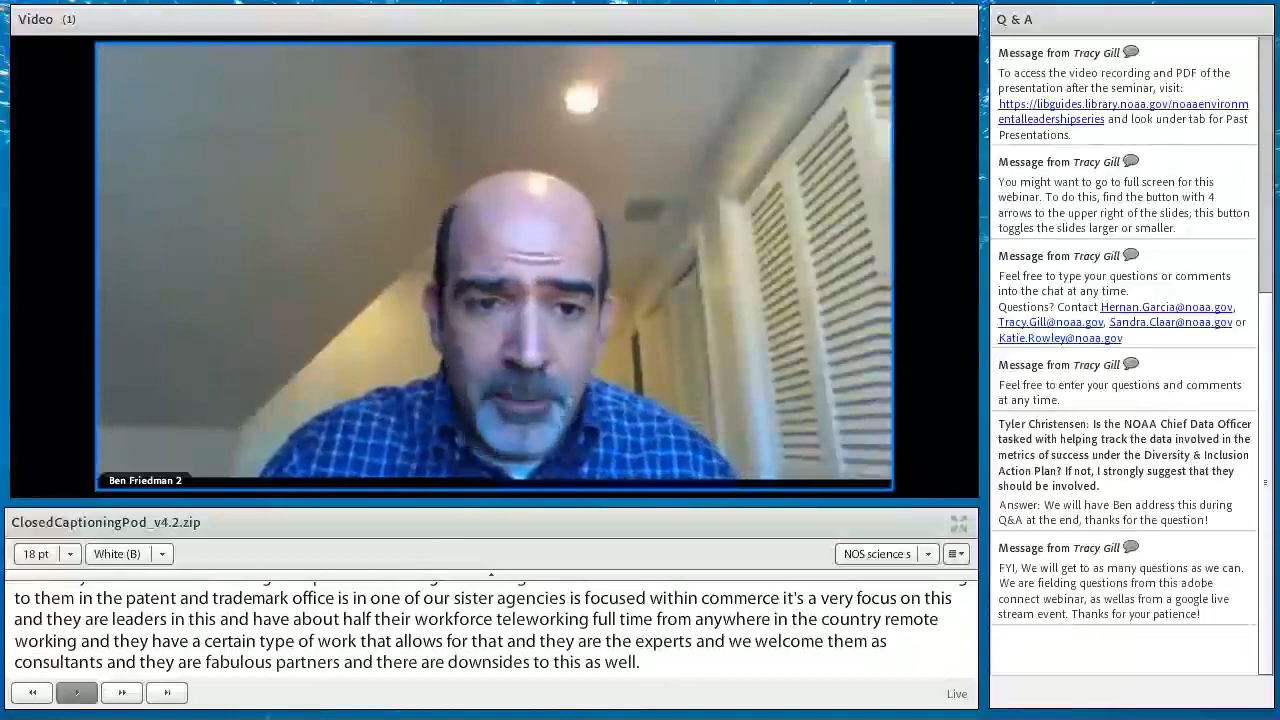 Video (1)
Ben Friedman 2
ClosedCaptioningPod_v4.2.zip
18 pt
White (B)
NOS science s
to them in the patent and trademark office is in one of our sister agencies is focused within commerce it's a very focus on this
and they are leaders in this and have about half their workforce teleworking full time from anywhere in the country remote
working and they have a certain type of work that allows for that and they are the experts and we welcome them as
consultants and they are fabulous partners and there are downsides to this as well.
Live
Q & A
Message from Tracy Gill
To access the video recording and PDF of the
presentation after the seminar, visit:
https://libguides.library.noaa.gov/noaaenvironm
entalleadershipseries and look under tab for Past
Presentations.
Message from Tracy Gill
You might want to go to full screen for this
webinar. To do this, find the button with 4
arrows to the upper right of the slides; this button
toggles the slides larger or smaller.
Message from Tracy Gill
Feel free to type your questions or comments
into the chat at any time.
Questions? Contact Hernan.Garcia@noaa.gov,
Tracy.Gill@noaa.gov, Sandra.Claar@noaa.gov or
Katie.Rowley@noaa.gov
Message from Tracy Gill
Feel free to enter your questions and comments
at any time.
Tyler Christensen: Is the NOAA Chief Data Officer
tasked with helping track the data involved in the
metrics of success under the Diversity & Inclusion
Action Plan? If not, I strongly suggest that they
should be involved.
Answer: We will have Ben address this during
Q&A at the end, thanks for the question!
Message from Tracy Gill
FYI, We will get to as many questions as we can.
We are fielding questions from this adobe
connect webinar, as wellas from a google live
stream event. Thanks for your patience!